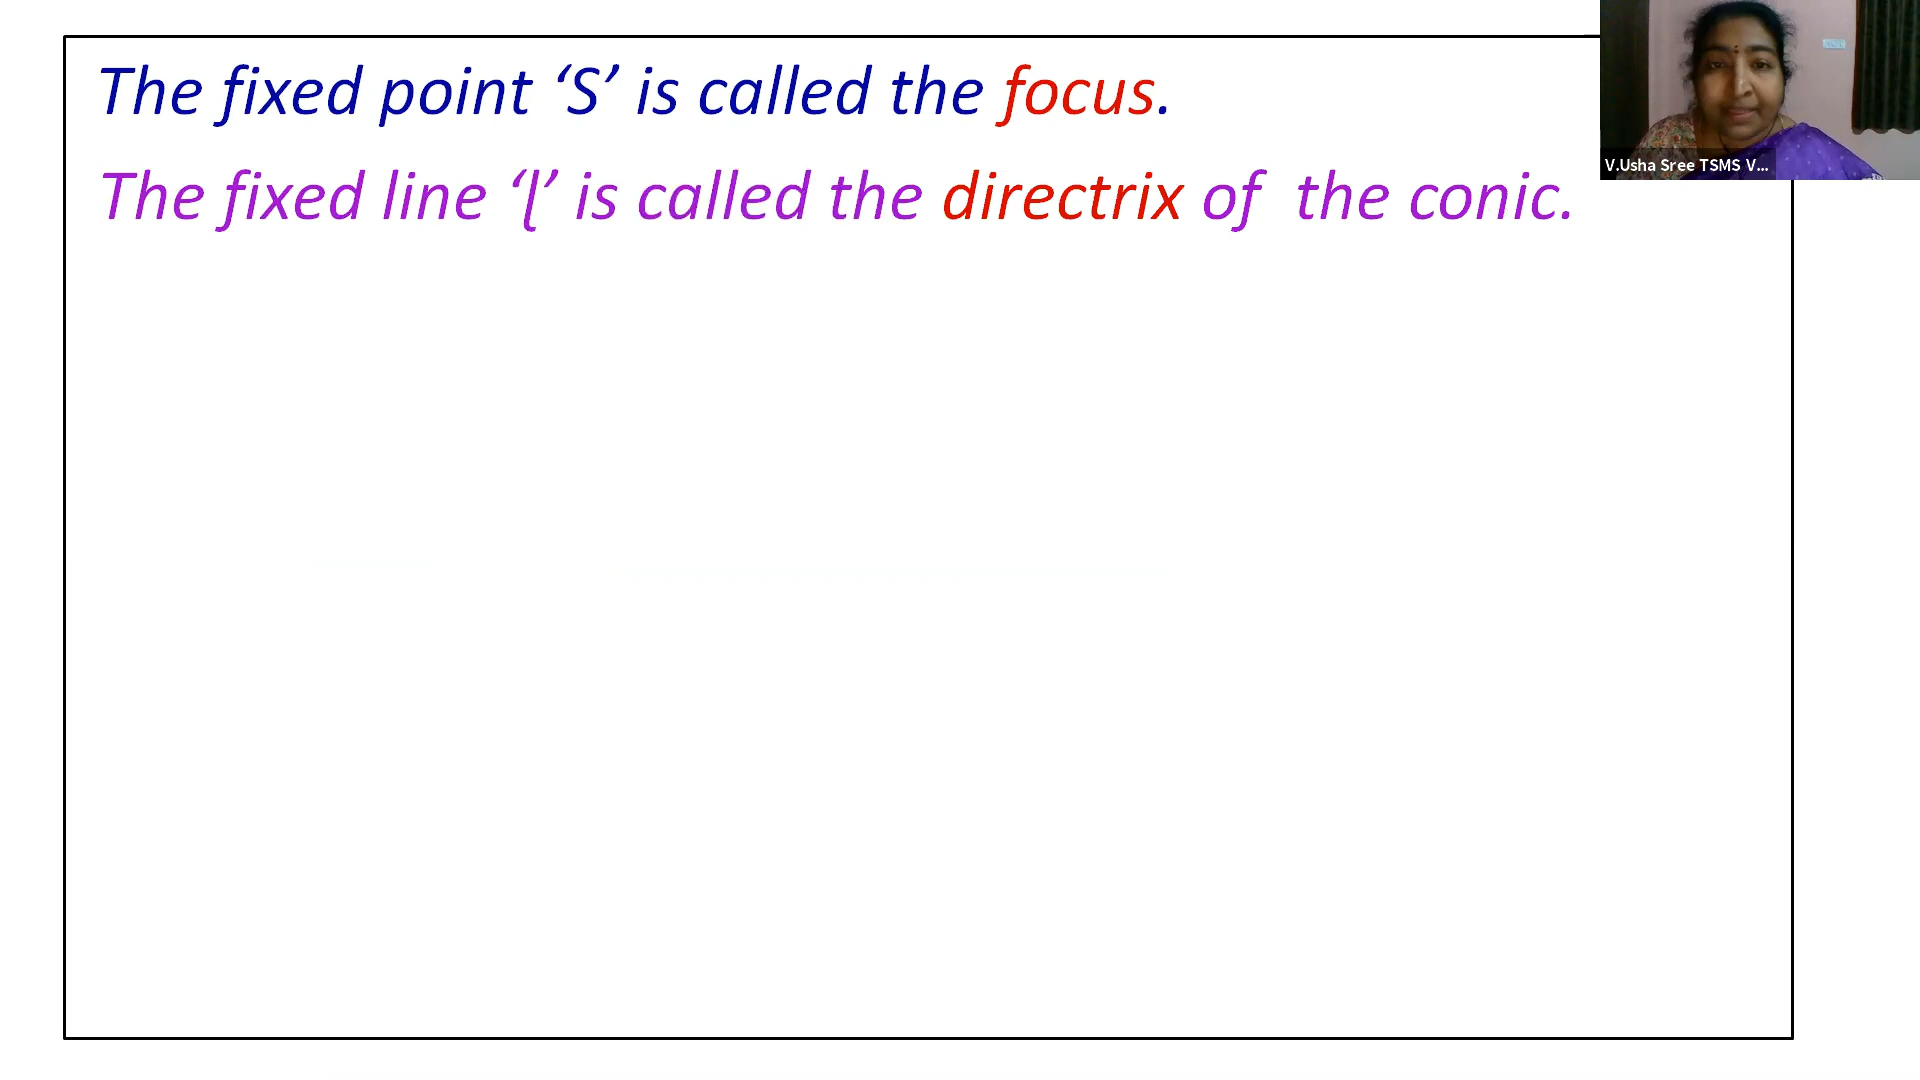 The fixed point ‘S’ is called the focus.
The fixed line ‘l’ is called the directrix of the conic.
V.Usha Sree TSMS V...